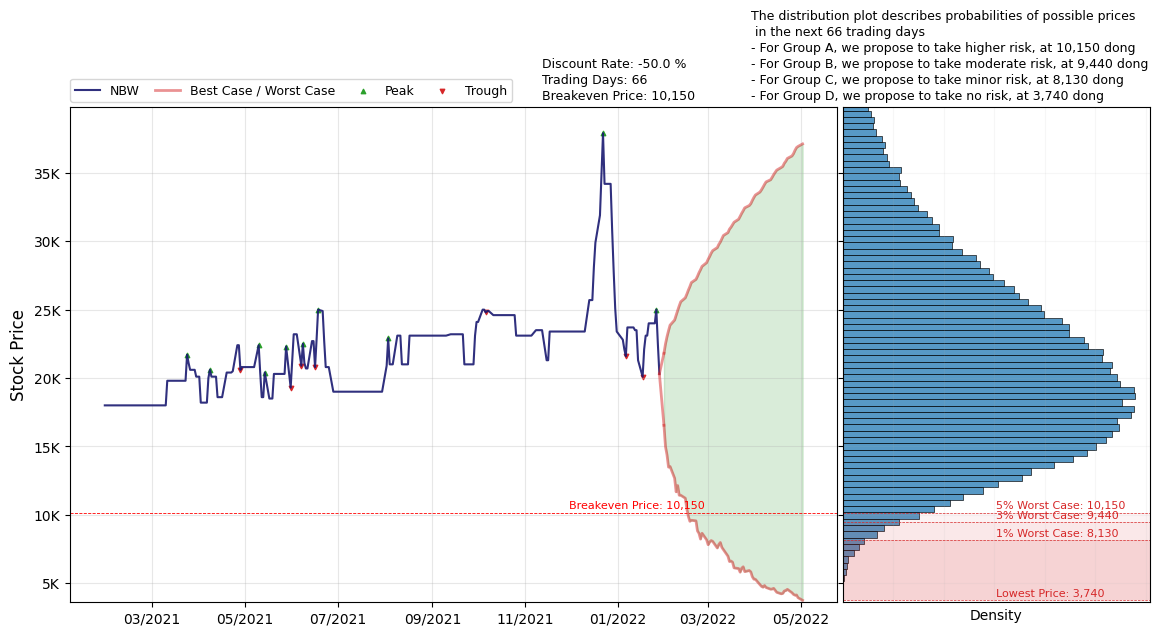 The distribution plot describes probabilities of possible prices
in the next 66 trading days
- For Group A, we propose to take higher risk, at 10,150 dong
- For Group B, we propose to take moderate risk, at 9,440 dong
- For Group C, we propose to take minor risk, at 8,130 dong
- For Group D, we propose to take no risk, at 3,740 dong
Discount Rate: -50.0 %
Trading Days: 66
Breakeven Price: 10,150
NBW
Best Case / Worst Case
Peak
Trough
Stock Price
35K
30K
25K
20K
15K
10K
5K
Breakeven Price: 10,150
5% Worst Case: 10,150
3% Worst Case: 9,440
1% Worst Case: 8,130
Lowest Price: 3,740
03/2021
05/2021
07/2021
09/2021
11/2021
01/2022
03/2022
05/2022
Density